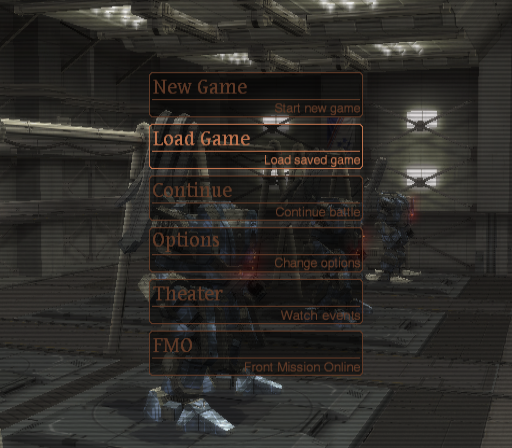 New Game
Start new game
Load Game
Load saved game
Continue
Continue battle
Options
Change options
Theater
Watch events
FMO
Front Mission Online